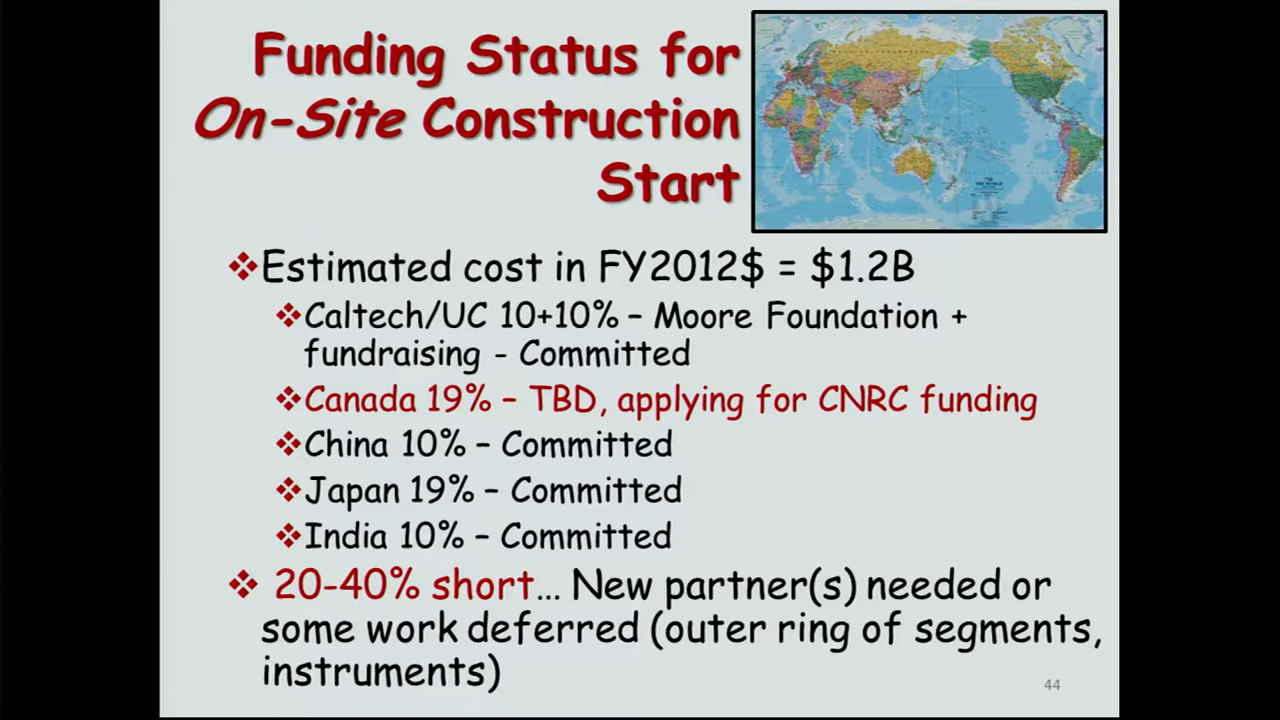 Funding Status for
On-Site Construction
Start
❖Estimated cost in FY2012$ = $1.2B
❖Caltech/UC 10+10% – Moore Foundation +
fundraising - Committed
❖Canada 19% – TBD, applying for CNRC funding
❖China 10% – Committed
❖Japan 19% – Committed
❖India 10% – Committed
❖ 20-40% short… New partner(s) needed or
some work deferred (outer ring of segments,
instruments)
44